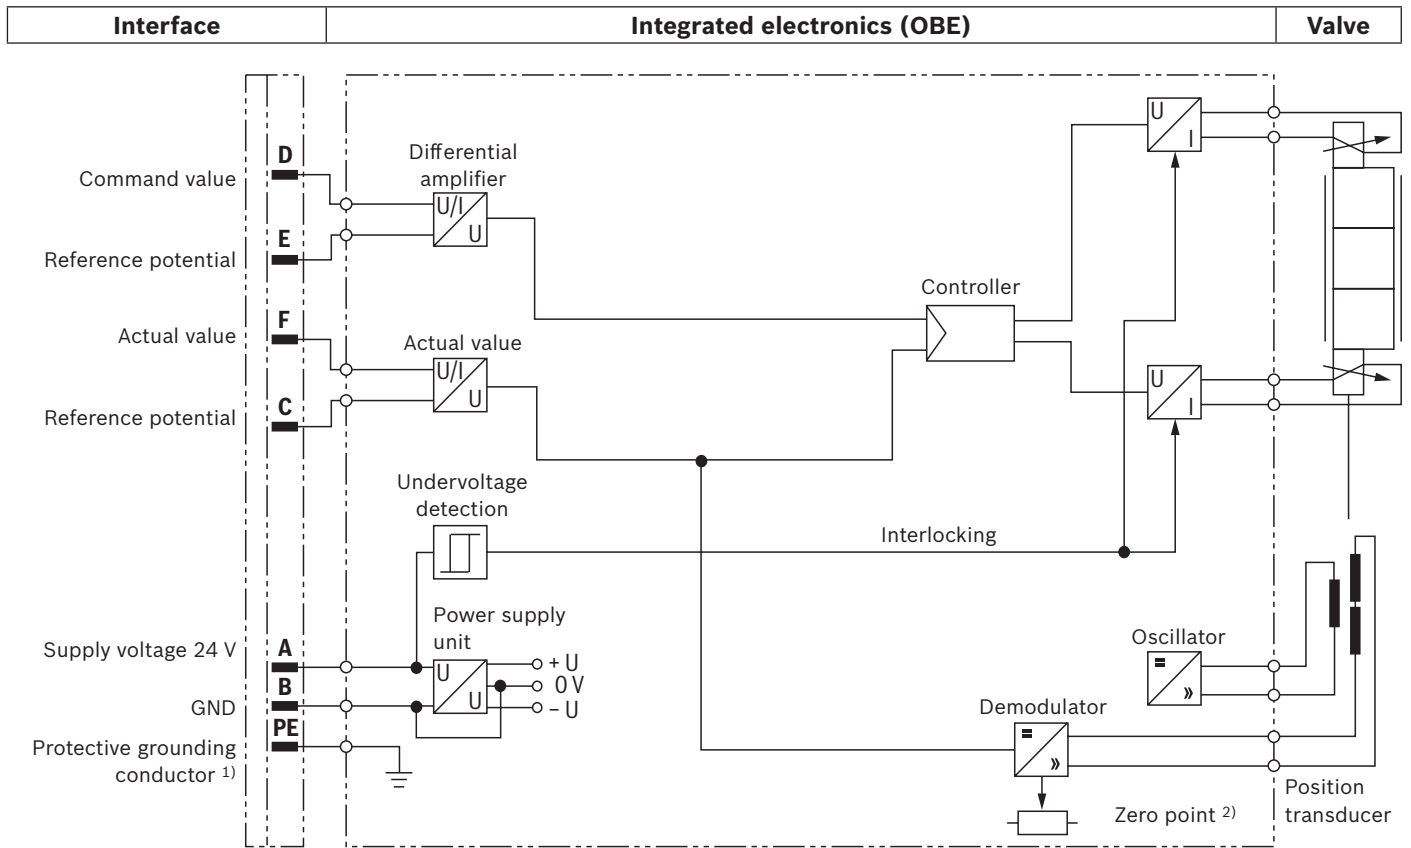 Interface Integrated electronics (OBE) Valve
D
Command value
E
Reference potential
F
Actual value
C
Reference potential
A
Supply voltage 24 V
B
GND
PE
Protective grounding
conductor 1)
Differential
amplifier
U/I
U
Actual value
U/I
U
Undervoltage
detection
Interlocking
Power supply
unit
U
U
+ U
0 V
– U
Controller
U
I
U
I
Oscillator
=
»
Demodulator
=
»
Zero point 2)
Position
transducer